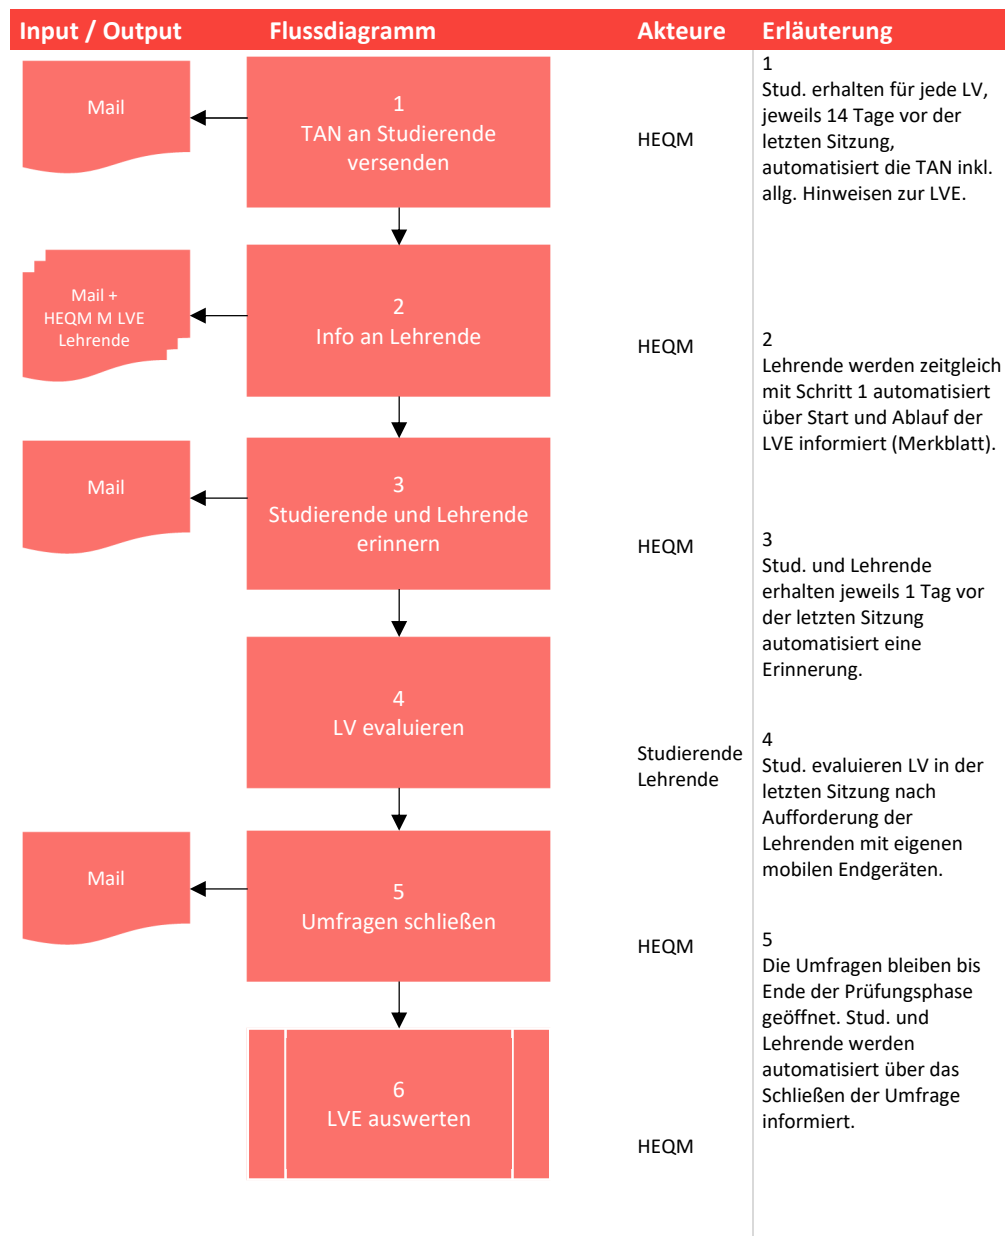 Input / Output Flussdiagramm Akteure Erläuterung
Mail
1
TAN an Studierende
versenden
HEQM
1
Stud. erhalten für jede LV,
jeweils 14 Tage vor der
letzten Sitzung,
automatisiert die TAN inkl.
allg. Hinweisen zur LVE.
Mail +
HEQM M LVE
Lehrende
2
Info an Lehrende
HEQM
2
Lehrende werden zeitgleich
mit Schritt 1 automatisiert
über Start und Ablauf der
LVE informiert (Merkblatt).
Mail
3
Studierende und Lehrende
erinnern
HEQM
3
Stud. und Lehrende
erhalten jeweils 1 Tag vor
der letzten Sitzung
automatisiert eine
Erinnerung.
4
LV evaluieren
Studierende
Lehrende
4
Stud. evaluieren LV in der
letzten Sitzung nach
Aufforderung der
Lehrenden mit eigenen
mobilen Endgeräten.
Mail
5
Umfragen schließen
HEQM
5
Die Umfragen bleiben bis
Ende der Prüfungsphase
geöffnet. Stud. und
Lehrende werden
automatisiert über das
Schließen der Umfrage
informiert.
6
LVE auswerten
HEQM